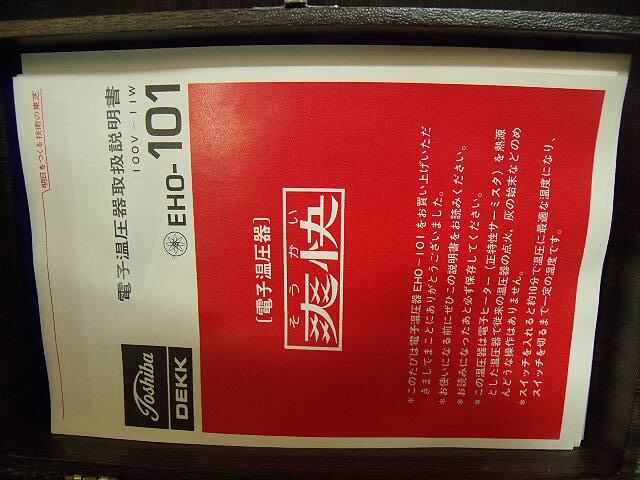 明日をつくる技術の東芝
電子温圧器取扱説明書
100V－11W
EHO-101
Toshiba
DEKK
〔電子温圧器〕
そうかい
爽快
＊このたびは電子温圧器EHO－101をお買い上げいただ
きましてまことにありがとうございました。
＊お使いになる前にぜひこの説明書をお読みください。
＊お読みになったあと必ず保存してください。
＊この温圧器は電子ヒーター（正特性サーミスタ）を熱源
とした温圧器で従来の温圧器の点火、灰の始末などのめ
んどうな操作はありません。
＊スイッチを入れると約10分で温圧に最適な温度になり、
スイッチを切るまで一定の温度です。